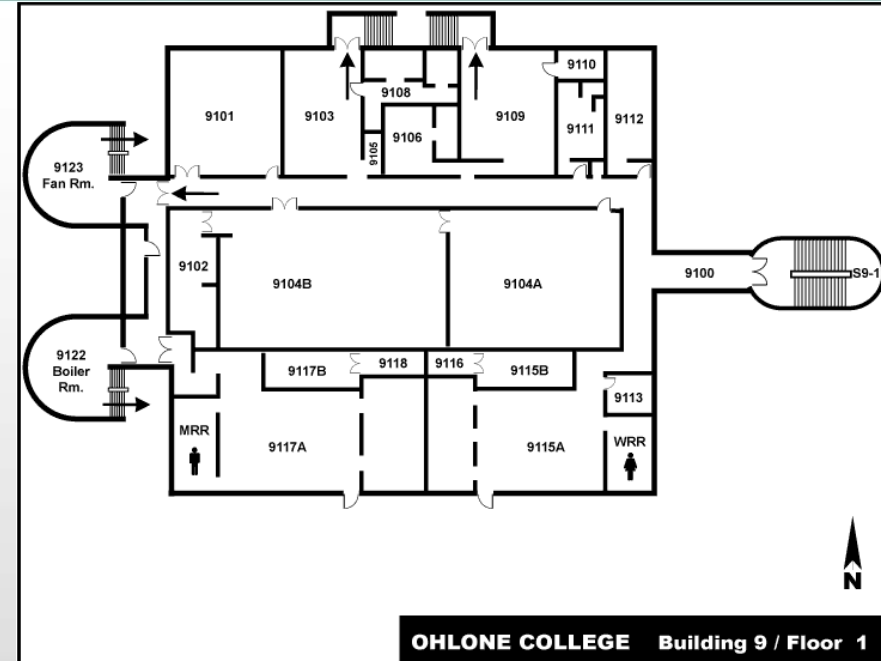 9110
9101
9103
9108
9109
9111
9112
9106
9105
9123
Fan Rm.
9102
9104B
9104A
9100
S9-1
9122
Boiler
Rm.
9117B
9118
9116
9115B
9113
MRR
9117A
9115A
WRR
N
OHLONE COLLEGE Building 9 / Floor 1